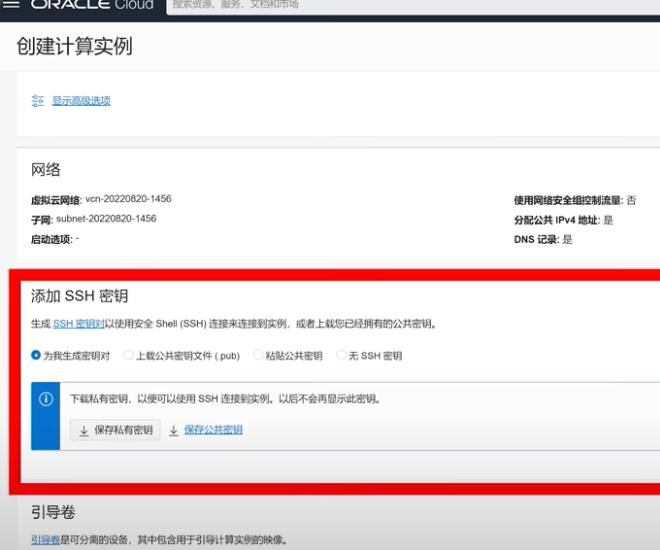 ORACLE Cloud
搜索资源、服务、文档和市场
创建计算实例
显示高级选项
网络
虚拟云网络: vcn-20220820-1456
使用网络安全组控制流量: 否
子网: subnet-20220820-1456
分配公共 IPv4 地址: 是
启动选项: -
DNS 记录: 是
添加 SSH 密钥
生成 SSH 密钥对以使用安全 Shell (SSH) 连接来连接到实例，或者上载您已经拥有的公共密钥。
为我生成密钥对 上载公共密钥文件 (.pub) 粘贴公共密钥 无 SSH 密钥
下载私有密钥，以便可以使用 SSH 连接到实例。以后不会再显示此密钥。
保存私有密钥 保存公共密钥
引导卷
引导卷是可分离的设备，其中包含用于引导计算实例的映像。